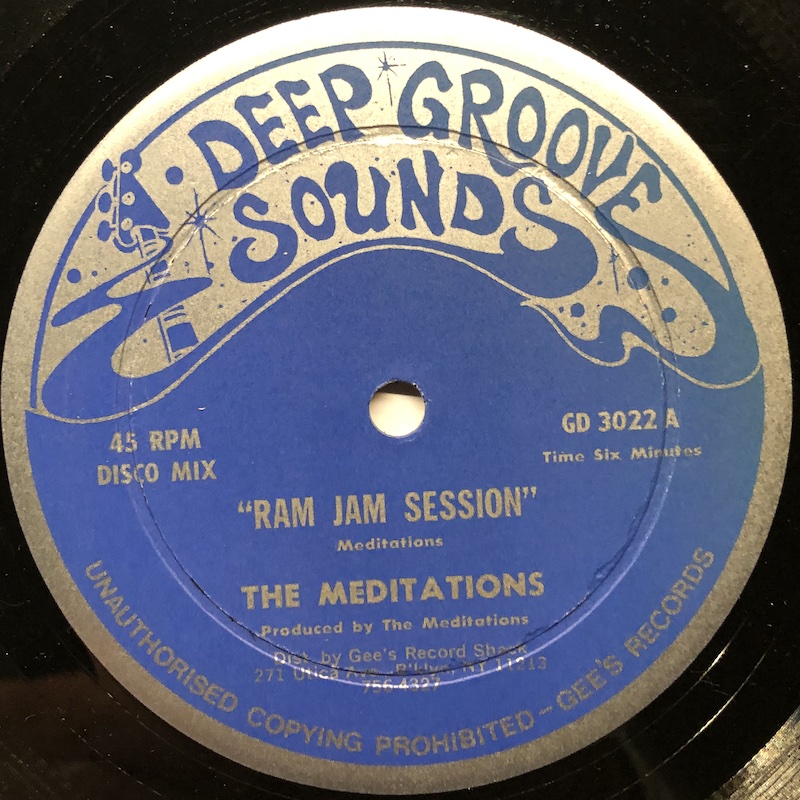 DEEP GROOVE
SOUNDS
45 RPM
DISCO MIX
GD 3022 A
Time Six Minutes
"RAM JAM SESSION"
Meditations
THE MEDITATIONS
Produced by The Meditations
Dist. by Gee's Record Shack
271 Utica Ave., B'klyn, NY 11213
756-4327
UNAUTHORISED COPYING PROHIBITED - GEE'S RECORDS